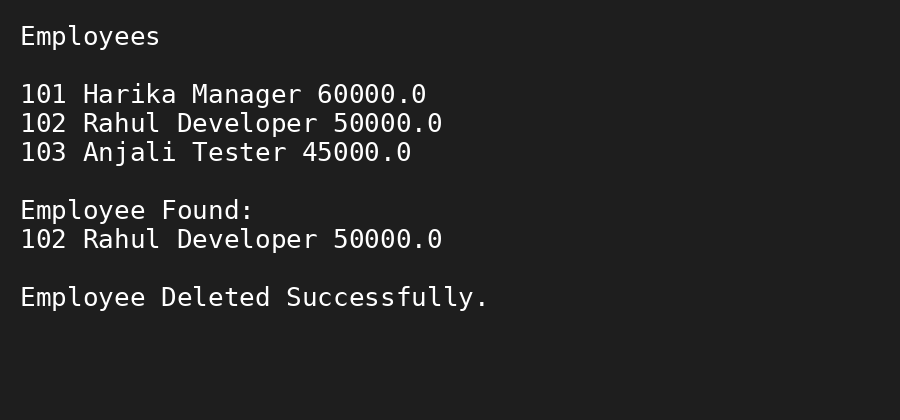 Employees
101 Harika Manager 60000.0
102 Rahul Developer 50000.0
103 Anjali Tester 45000.0
Employee Found:
102 Rahul Developer 50000.0
Employee Deleted Successfully.